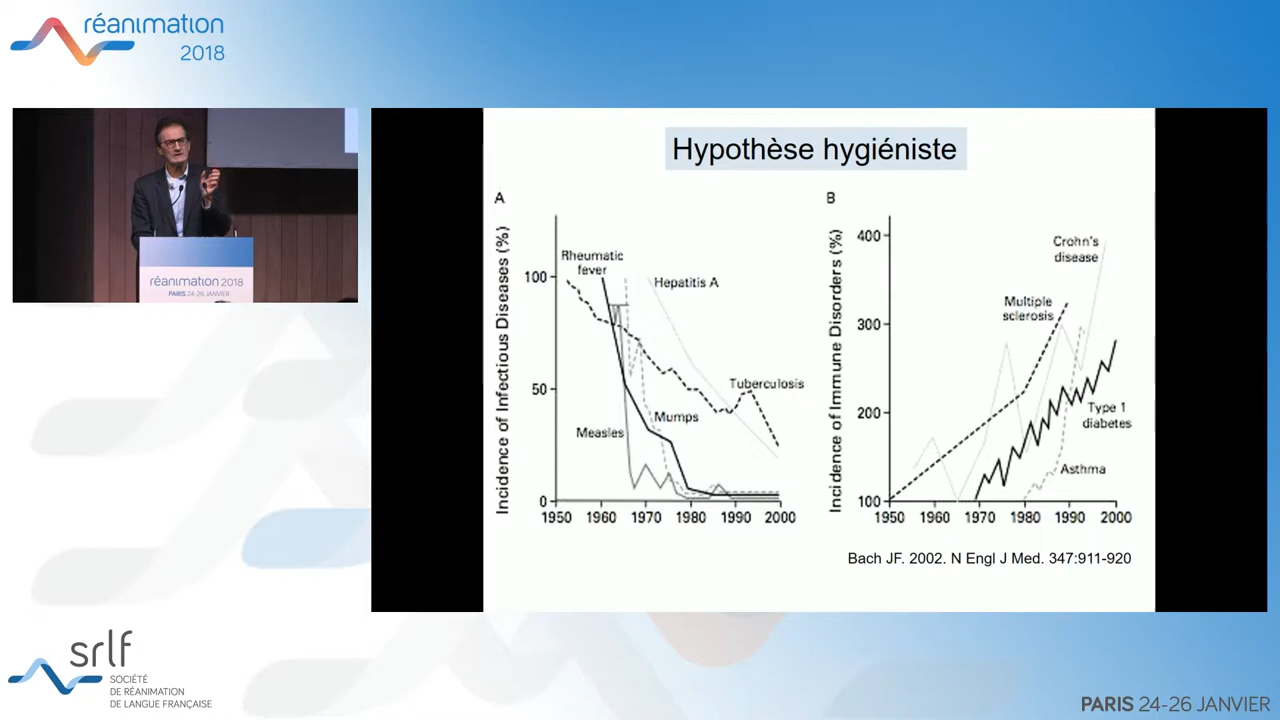 réanimation
2018
réanimation 2018
PARIS 24-26 JANVIER
Hypothèse hygiéniste
A
Incidence of Infectious Diseases (%)
100
50
0
Rheumatic
fever
Hepatitis A
Tuberculosis
Mumps
Measles
1950 1960 1970 1980 1990 2000
B
Incidence of Immune Disorders (%)
400
300
200
100
Crohn's
disease
Multiple
sclerosis
Type 1
diabetes
Asthma
1950 1960 1970 1980 1990 2000
Bach JF. 2002. N Engl J Med. 347:911-920
srlf
SOCIÉTÉ
DE RÉANIMATION
DE LANGUE FRANÇAISE
PARIS 24-26 JANVIER